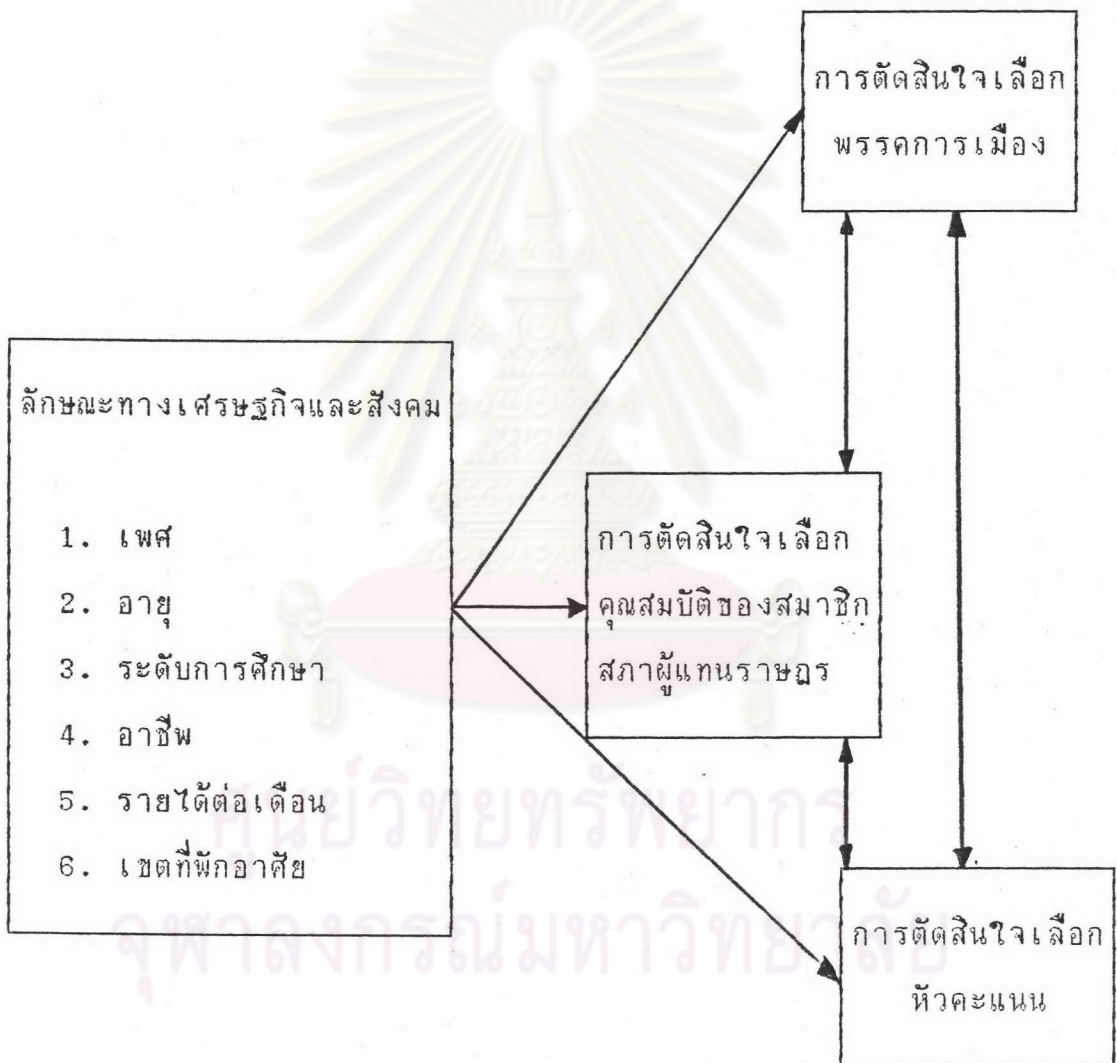 การตัดสินใจเลือก
พรรคการเมือง
ลักษณะทางเศรษฐกิจและสังคม
1. เพศ
2. อายุ
3. ระดับการศึกษา
4. อาชีพ
5. รายได้ต่อเดือน
6. เขตที่พักอาศัย
การตัดสินใจเลือก
คุณสมบัติของสมาชิก
สภาผู้แทนราษฎร
การตัดสินใจเลือก
หัวคะแนน
ศูนย์วิทยทรัพยากร
จุฬาลงกรณ์มหาวิทยาลัย